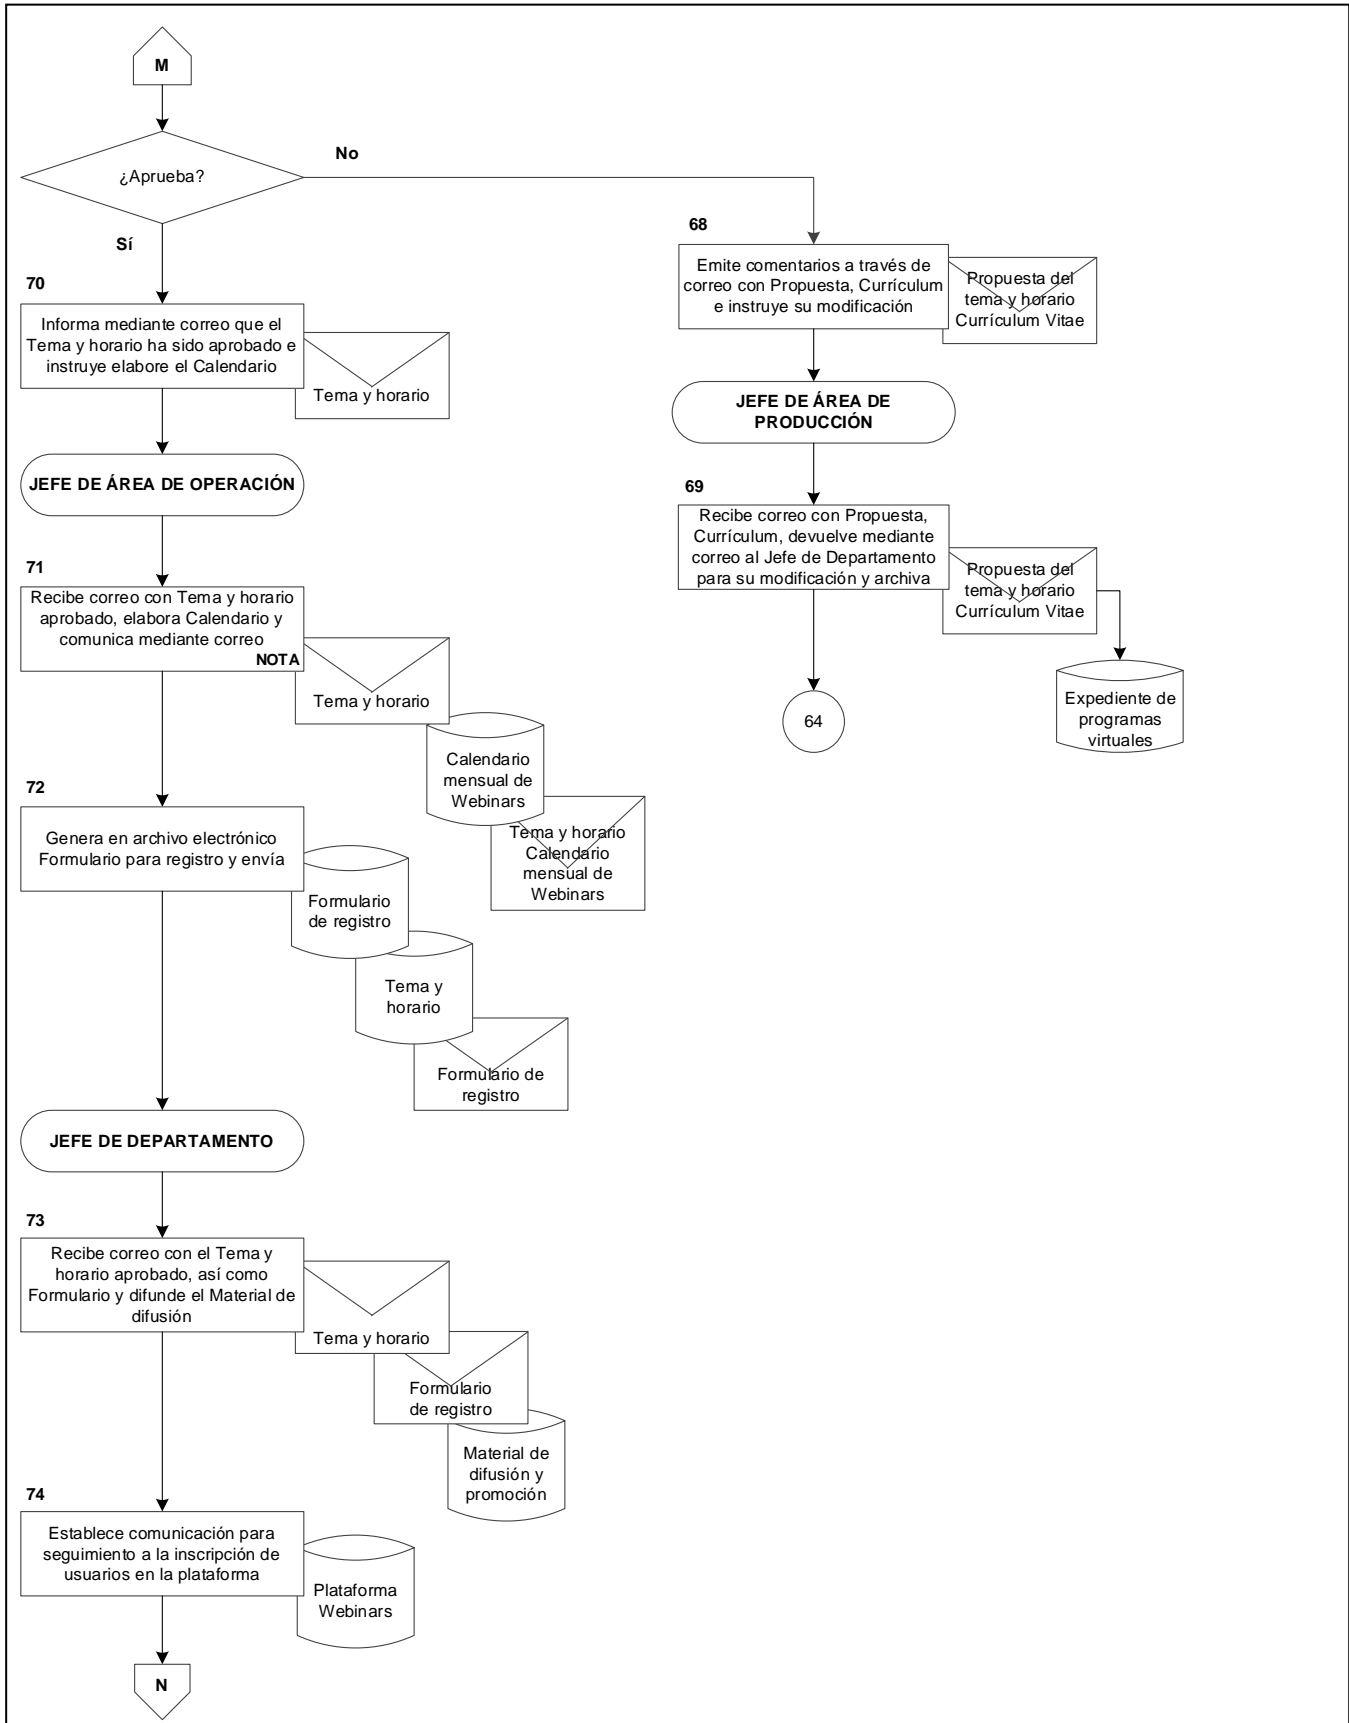 M
¿Aprueba?
No
Sí
68
Emite comentarios a través de
correo con Propuesta, Currículum
e instruye su modificación
Propuesta del
tema y horario
Currículum Vitae
70
Informa mediante correo que el
Tema y horario ha sido aprobado e
instruye elabore el Calendario
Tema y horario
JEFE DE ÁREA DE
PRODUCCIÓN
JEFE DE ÁREA DE OPERACIÓN
69
Recibe correo con Propuesta,
Currículum, devuelve mediante
correo al Jefe de Departamento
para su modificación y archiva
Propuesta del
tema y horario
Currículum Vitae
71
Recibe correo con Tema y horario
aprobado, elabora Calendario y
comunica mediante correo
NOTA
Tema y horario
64
Expediente de
programas
virtuales
Calendario
mensual de
Webinars
Tema y horario
Calendario
mensual de
Webinars
72
Genera en archivo electrónico
Formulario para registro y envía
Formulario
de registro
Tema y
horario
Formulario de
registro
JEFE DE DEPARTAMENTO
73
Recibe correo con el Tema y
horario aprobado, así como
Formulario y difunde el Material de
difusión
Tema y horario
Formulario
de registro
Material de
difusión y
promoción
74
Establece comunicación para
seguimiento a la inscripción de
usuarios en la plataforma
Plataforma
Webinars
N